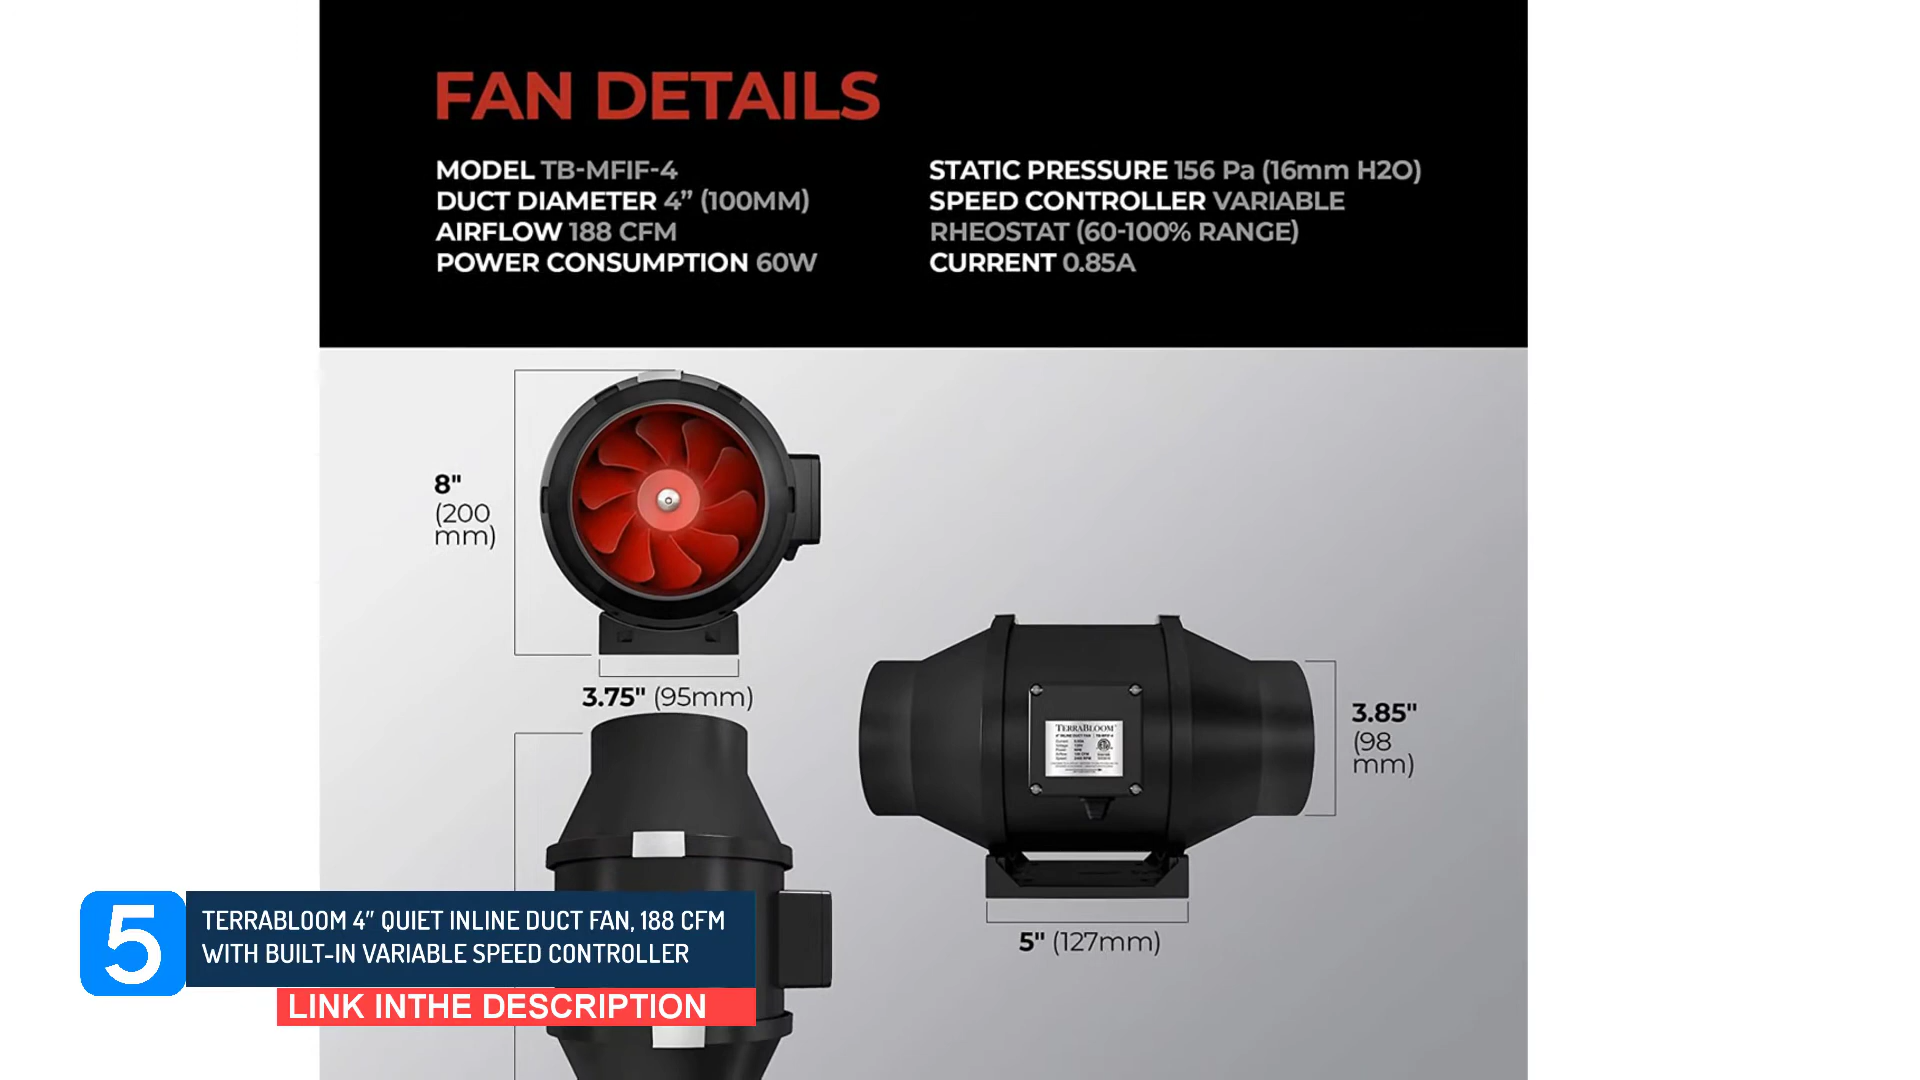 FAN DETAILS
MODEL TB-MFIF-4
DUCT DIAMETER 4” (100MM)
AIRFLOW 188 CFM
POWER CONSUMPTION 60W
STATIC PRESSURE 156 Pa (16mm H2O)
SPEED CONTROLLER VARIABLE
RHEOSTAT (60-100% RANGE)
CURRENT 0.85A
8"
(200
mm)
3.75" (95mm)
TERRABLOOM
3.85"
(98
mm)
5" (127mm)
5
TERRABLOOM 4" QUIET INLINE DUCT FAN, 188 CFM
WITH BUILT-IN VARIABLE SPEED CONTROLLER
LINK INTHE DESCRIPTION